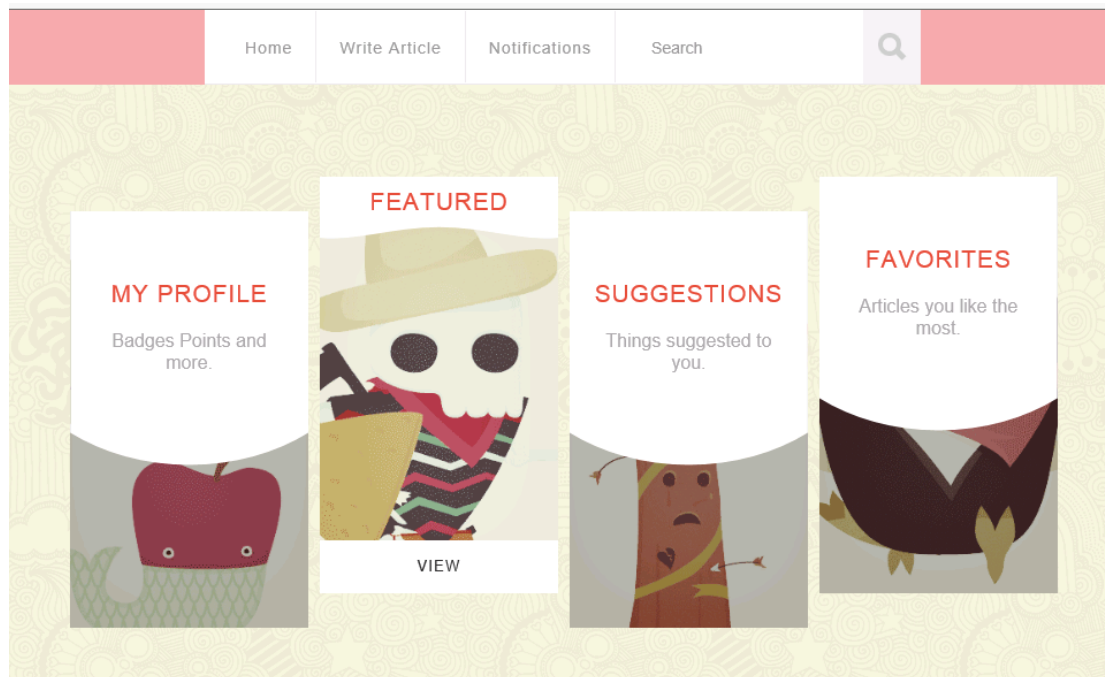 Home
Write Article
Notifications
Search
MY PROFILE
Badges Points and
more.
FEATURED
VIEW
SUGGESTIONS
Things suggested to
you.
FAVORITES
Articles you like the
most.